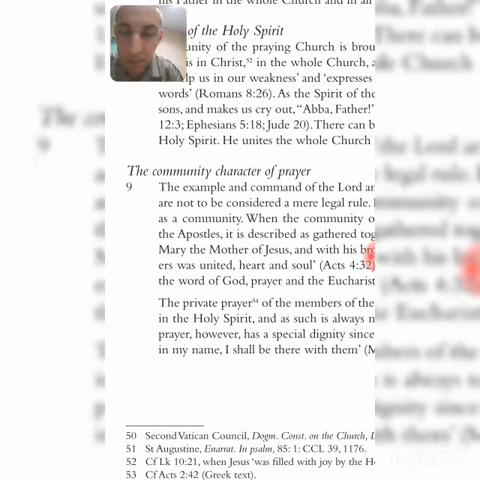 his Father in the whole Church and in all
of the Holy Spirit
unity of the praying Church is brou
is in Christ,⁵² in the whole Church, a
lp us in our weakness' and 'expresses
words' (Romans 8:26). As the Spirit of the
sons, and makes us cry out, "Abba, Father!"
12:3; Ephesians 5:18; Jude 20). There can b
Holy Spirit. He unites the whole Church
The community character of prayer
9 The example and command of the Lord an
are not to be considered a mere legal rule.
as a community. When the community o
the Apostles, it is described as gathered tog
Mary the Mother of Jesus, and with his bro
ers was united, heart and soul' (Acts 4:32)
the word of God, prayer and the Eucharist
The private prayer⁵⁴ of the members of the
in the Holy Spirit, and as such is always n
prayer, however, has a special dignity since
in my name, I shall be there with them' (M
50 Second Vatican Council, Dogm. Const. on the Church,
51 St Augustine, Enarrat. In psalm, 85: 1: CCL 39, 1176.
52 Cf Lk 10:21, when Jesus 'was filled with joy by the H
53 Cf Acts 2:42 (Greek text).